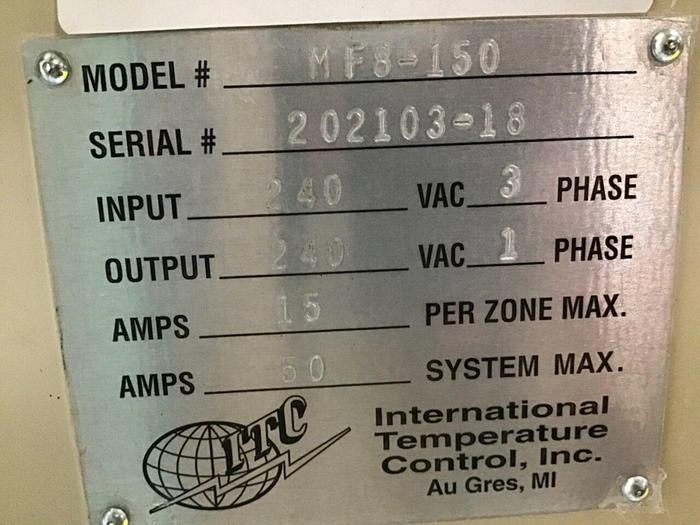 MODEL # MF8-150
SERIAL # 202103-18
INPUT 240 VAC 3 PHASE
OUTPUT 240 VAC 1 PHASE
AMPS 15 PER ZONE MAX.
AMPS 50 SYSTEM MAX.
ITC
International
Temperature
Control, Inc.
Au Gres, MI